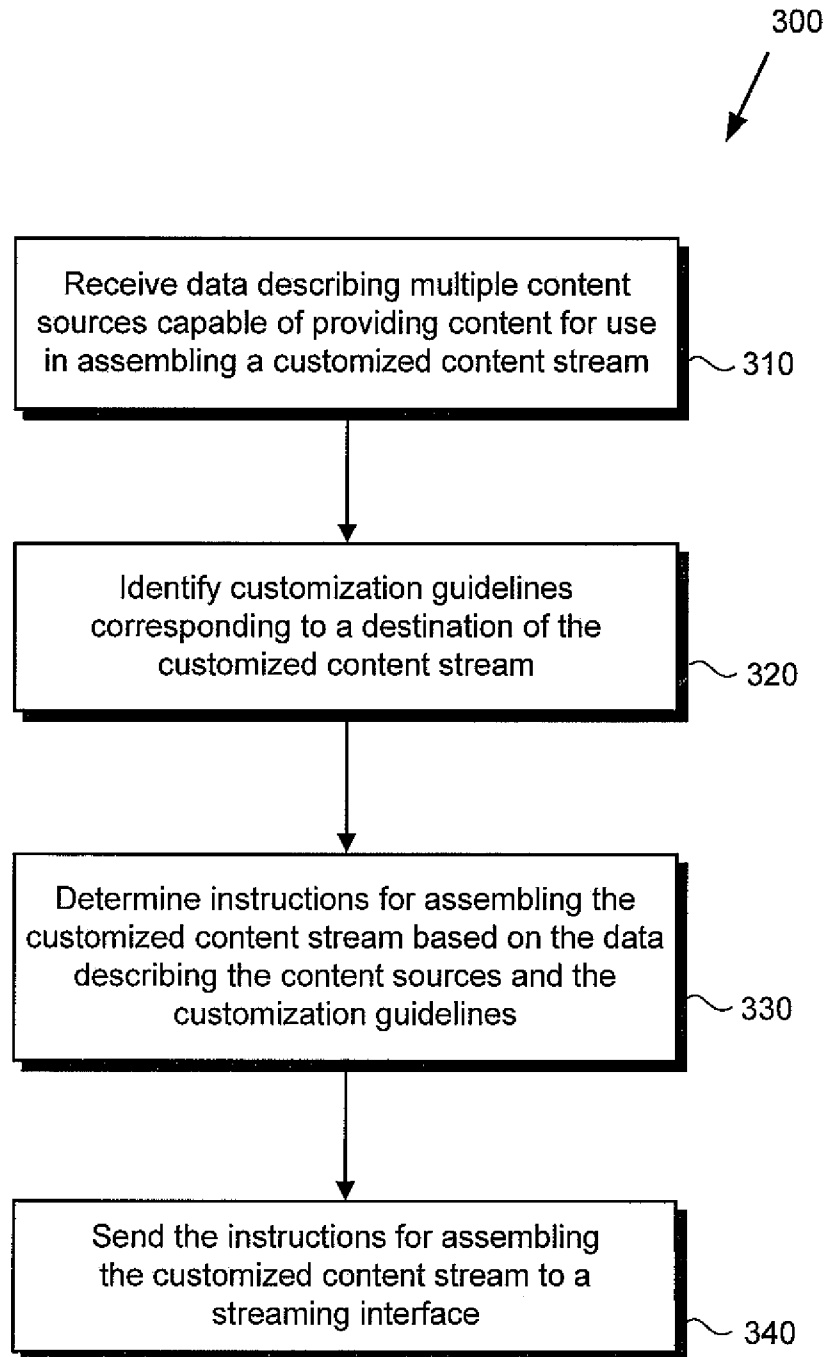 300
Receive data describing multiple content
sources capable of providing content for use
in assembling a customized content stream
310
Identify customization guidelines
corresponding to a destination of the
customized content stream
320
Determine instructions for assembling the
customized content stream based on the data
describing the content sources and the
customization guidelines
330
Send the instructions for assembling
the customized content stream to a
streaming interface
340